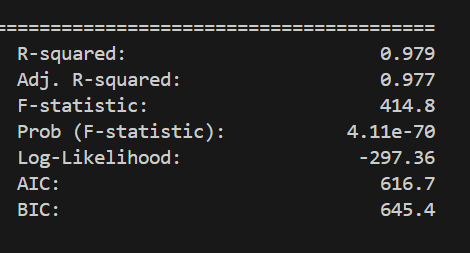 ==========================================
R-squared: 0.979
Adj. R-squared: 0.977
F-statistic: 414.8
Prob (F-statistic): 4.11e-70
Log-Likelihood: -297.36
AIC: 616.7
BIC: 645.4